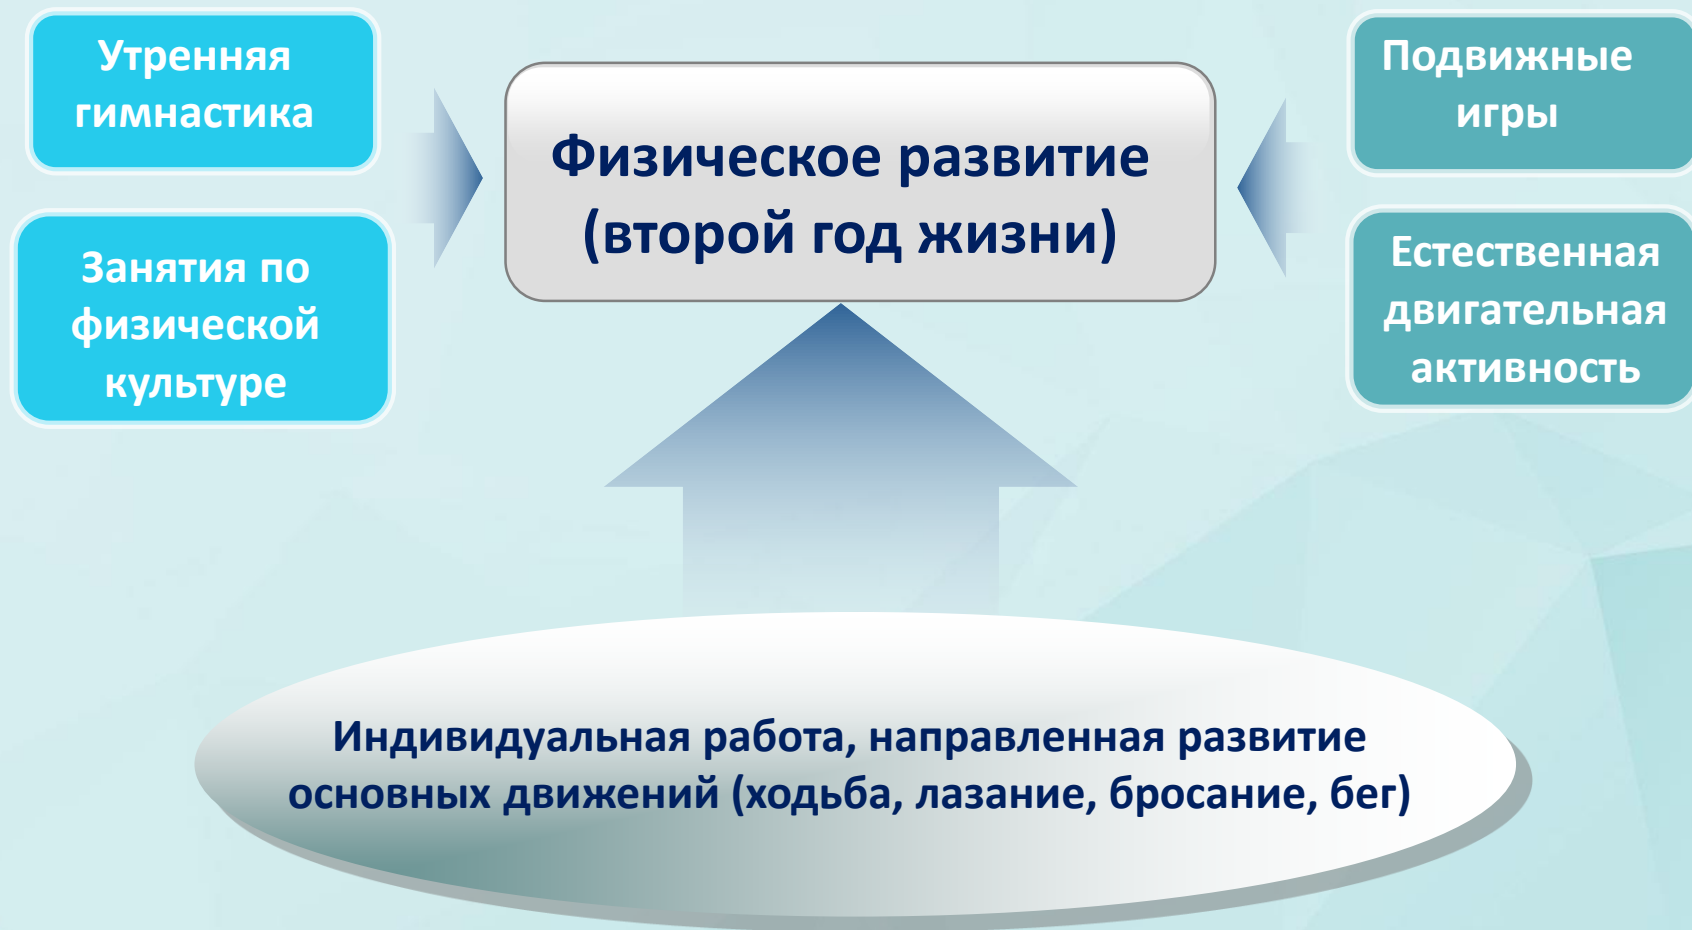 Утренняя
гимнастика
Занятия по
физической
культуре
Физическое развитие
(второй год жизни)
Подвижные
игры
Естественная
двигательная
активность
Индивидуальная работа, направленная развитие
основных движений (ходьба, лазание, бросание, бег)